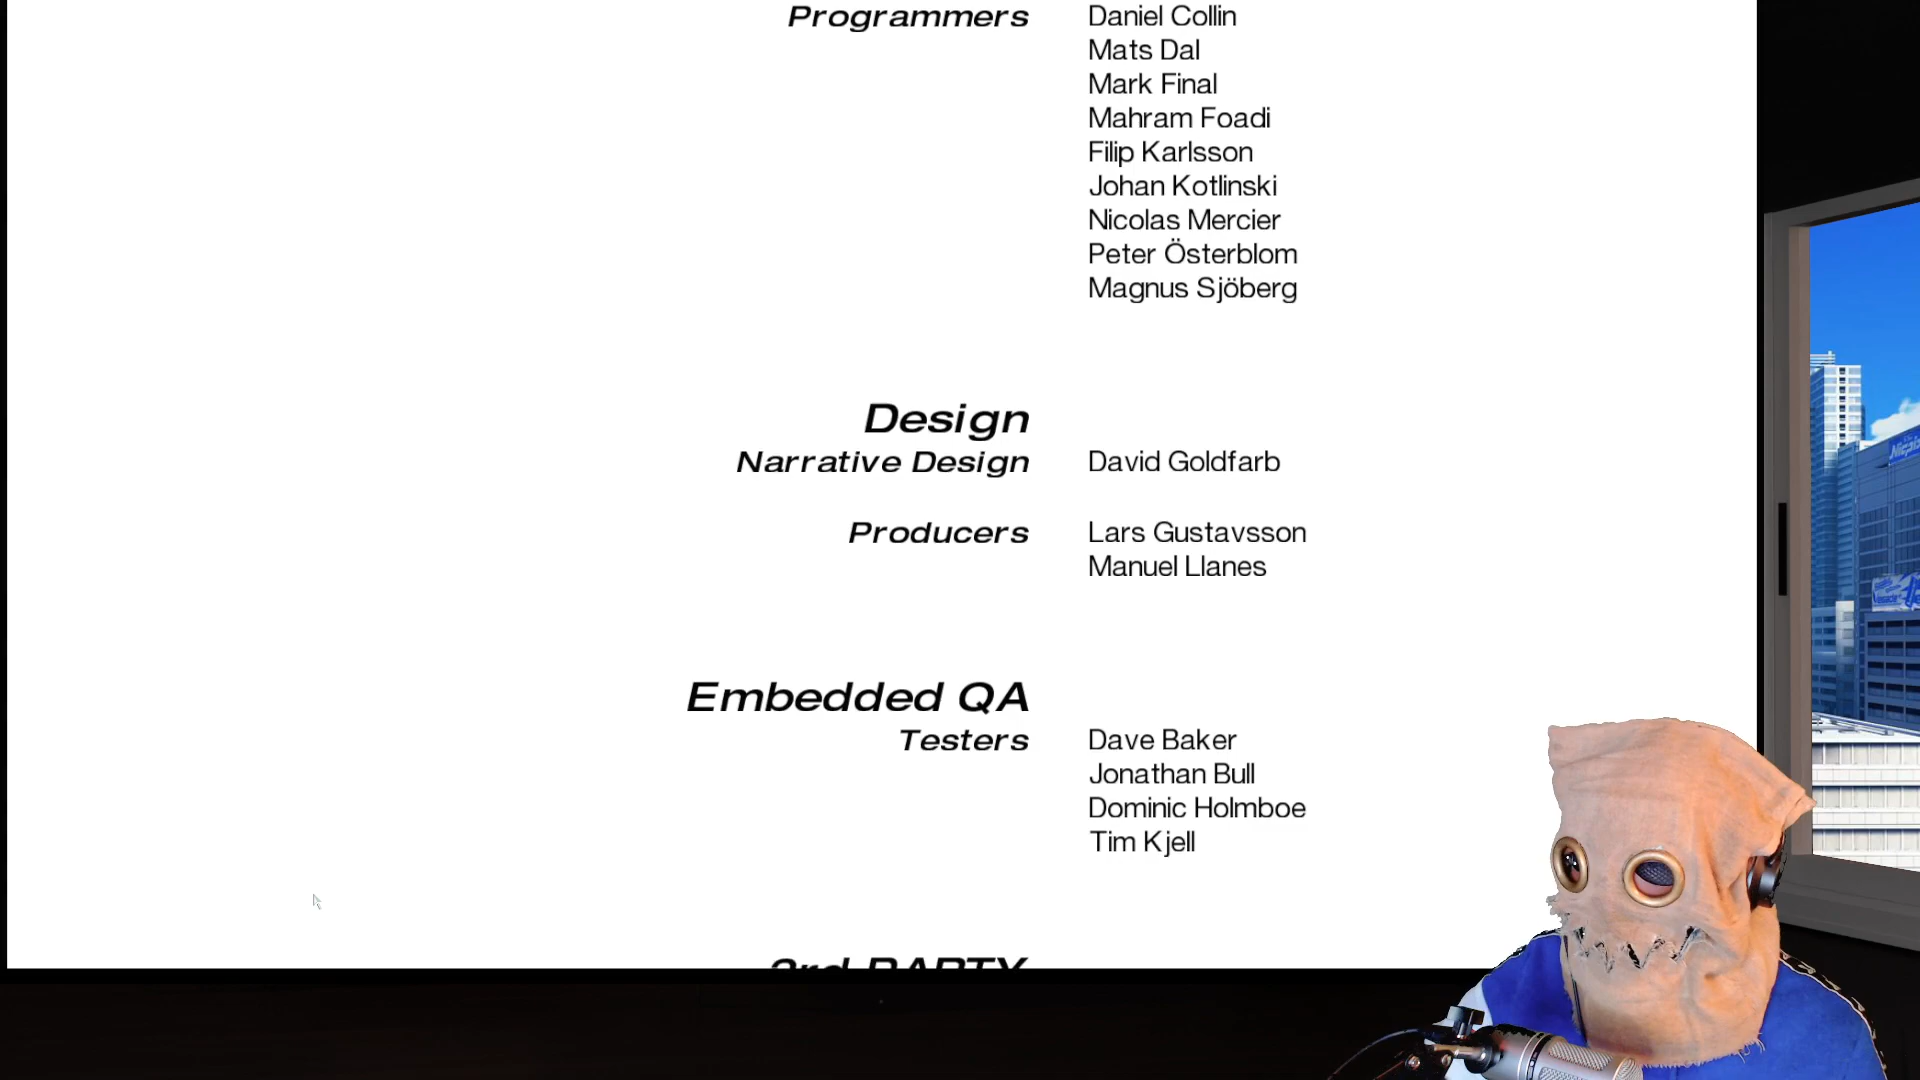 Programmers Daniel Collin
Mats Dal
Mark Final
Mahram Foadi
Filip Karlsson
Johan Kotlinski
Nicolas Mercier
Peter Österblom
Magnus Sjöberg
Design
Narrative Design David Goldfarb
Producers Lars Gustavsson
Manuel Llanes
Embedded QA
Testers Dave Baker
Jonathan Bull
Dominic Holmboe
Tim Kjell
3rd PARTY